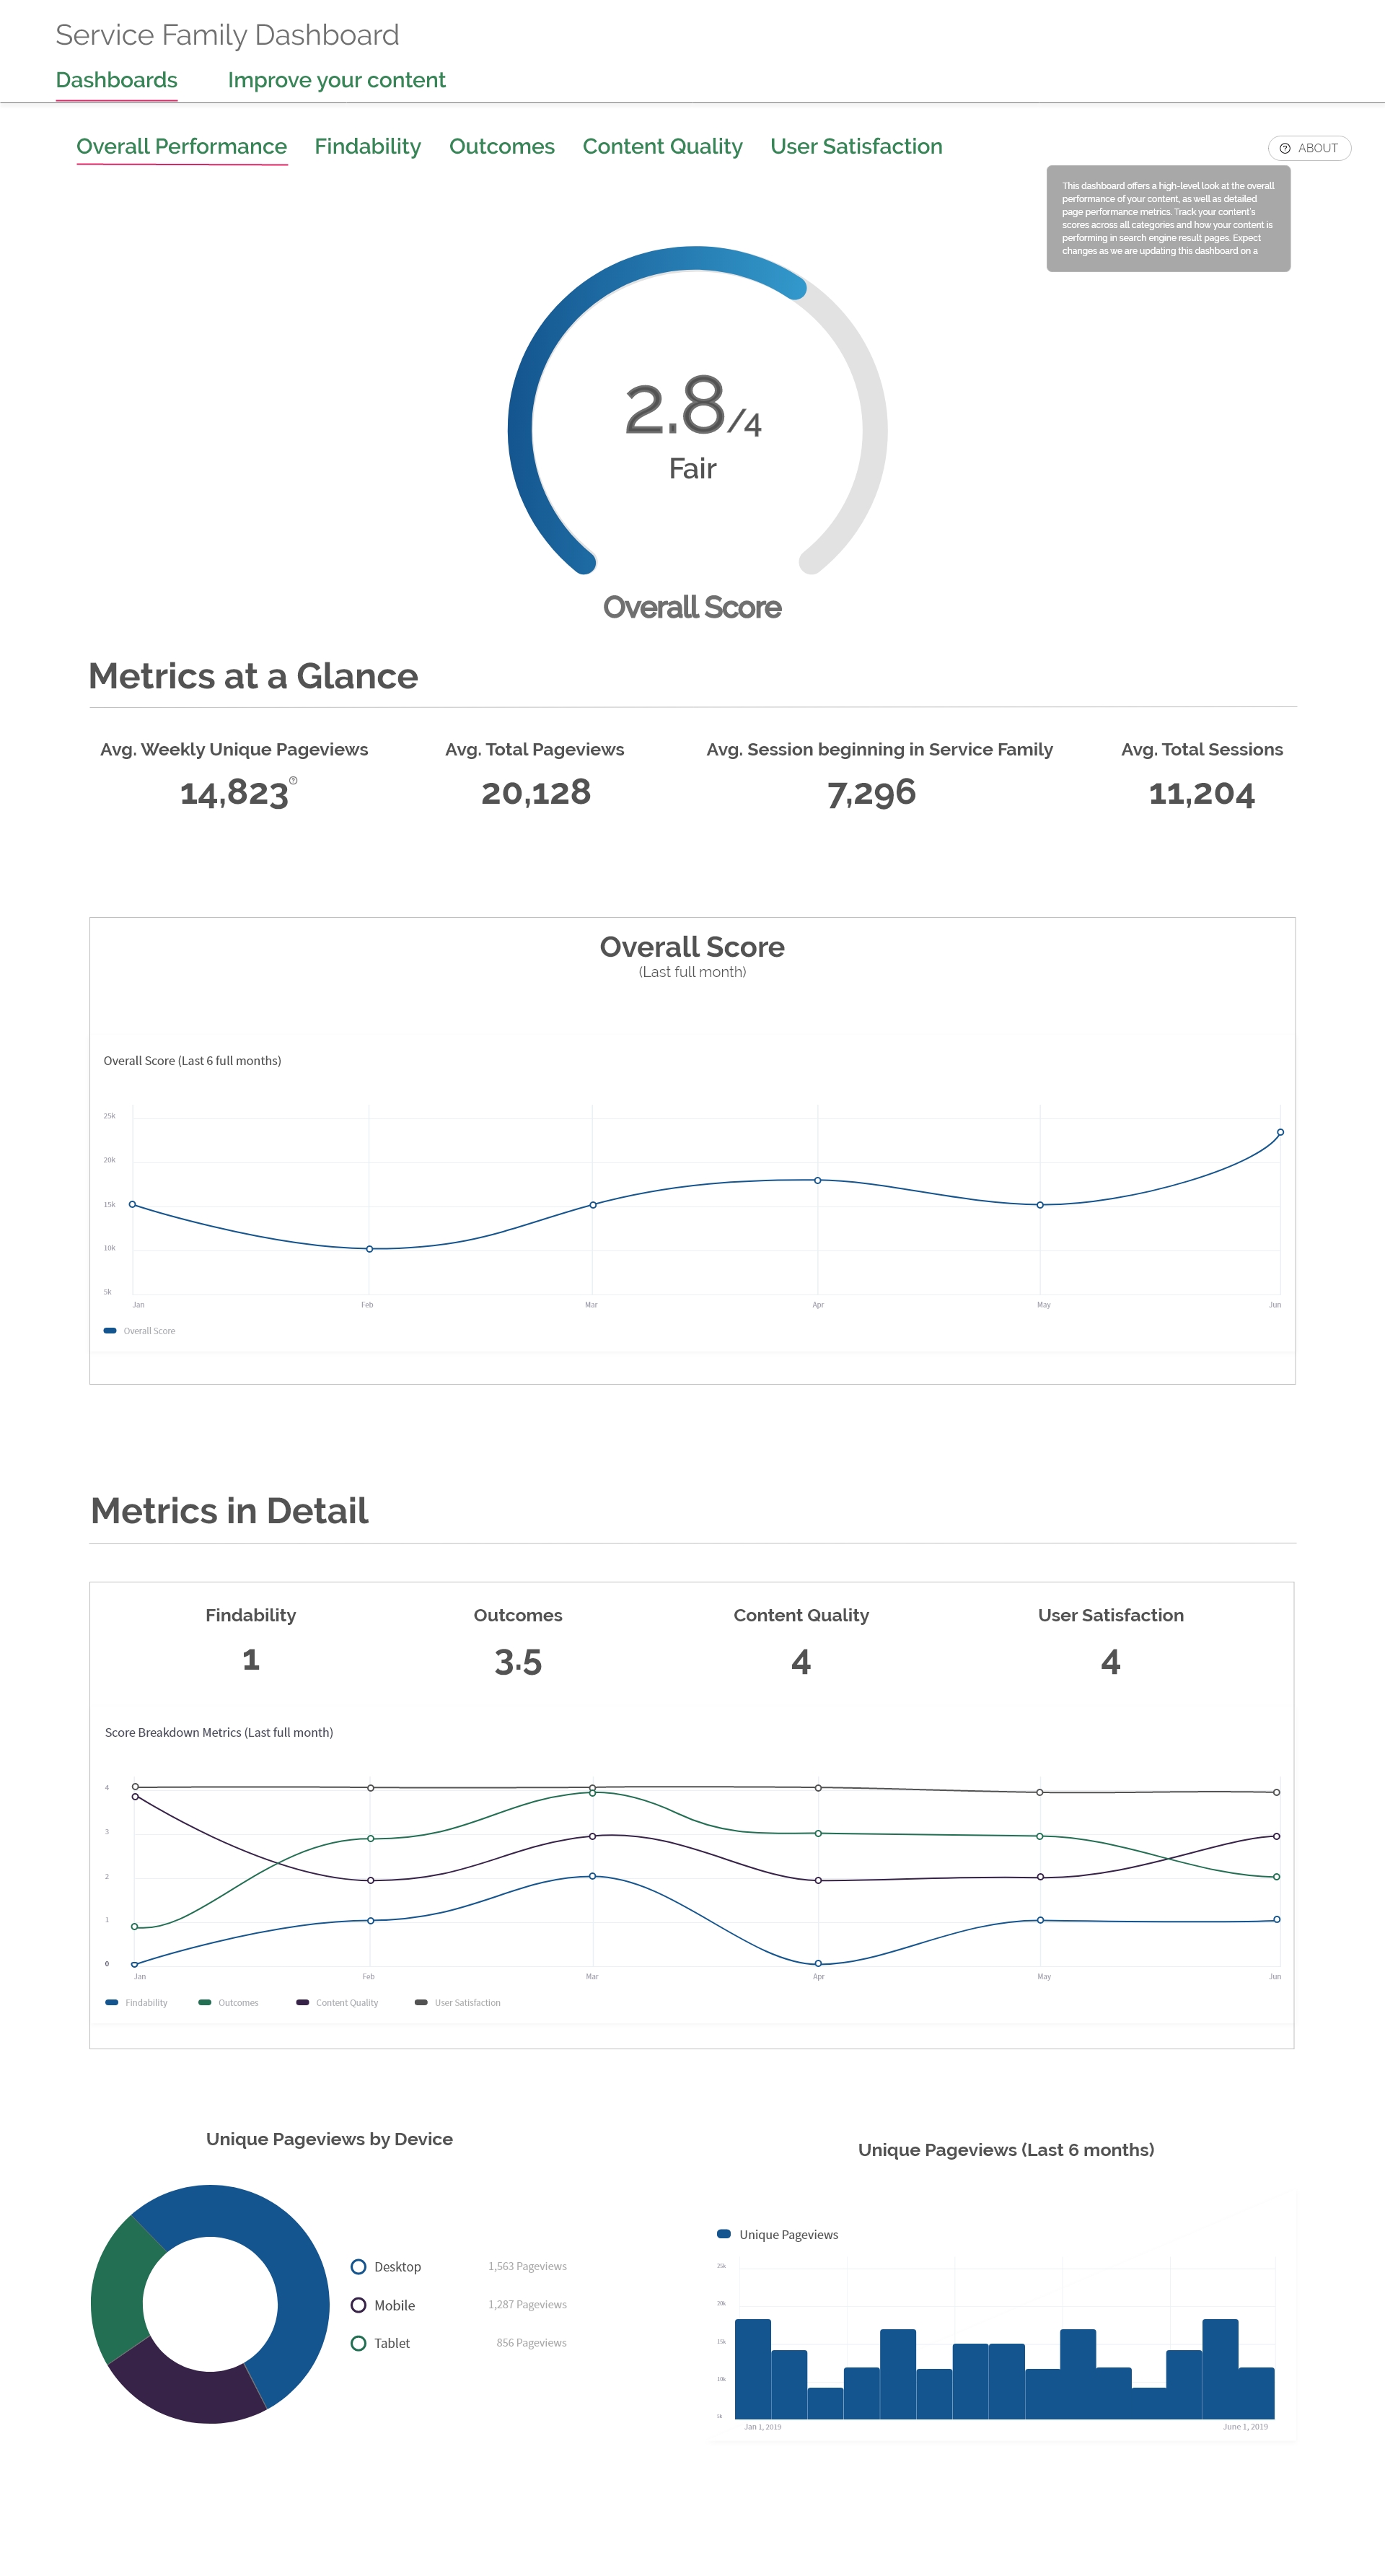 Service Family Dashboard
Dashboards Improve your content
Overall Performance Findability Outcomes Content Quality User Satisfaction
ABOUT
This dashboard offers a high-level look at the overall
performance of your content, as well as detailed
page performance metrics. Track your content's
scores across all categories and how your content is
performing in search engine result pages. Expect
changes as we are updating this dashboard on a
2.8/4
Fair
Overall Score
Metrics at a Glance
Avg. Weekly Unique Pageviews Avg. Total Pageviews Avg. Session beginning in Service Family Avg. Total Sessions
14,823 20,128 7,296 11,204
Overall Score
(Last full month)
Overall Score (Last 6 full months)
25k
20k
15k
10k
5k
Jan Feb Mar Apr May Jun
Overall Score
Metrics in Detail
Findability Outcomes Content Quality User Satisfaction
1 3.5 4 4
Score Breakdown Metrics (Last full month)
4
3
2
1
0
Jan Feb Mar Apr May Jun
Findability Outcomes Content Quality User Satisfaction
Unique Pageviews by Device
Desktop 1,563 Pageviews
Mobile 1,287 Pageviews
Tablet 856 Pageviews
Unique Pageviews (Last 6 months)
Unique Pageviews
25k
20k
15k
10k
5k
Jan 1, 2019 June 1, 2019